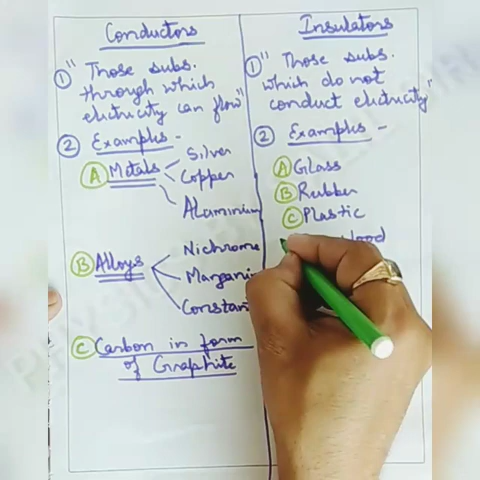 Conductors
① "Those subs.
through which
electricity can flow"
② Examples -
Ⓐ Metals
Silver
Copper
Aluminium
Ⓑ Alloys
Nichrome
Ⓒ Carbon in form
of Graphite
Insulators
① "Those subs.
which do not
conduct electricity"
② Examples -
Ⓐ Glass
Ⓑ Rubber
Ⓒ Plastic